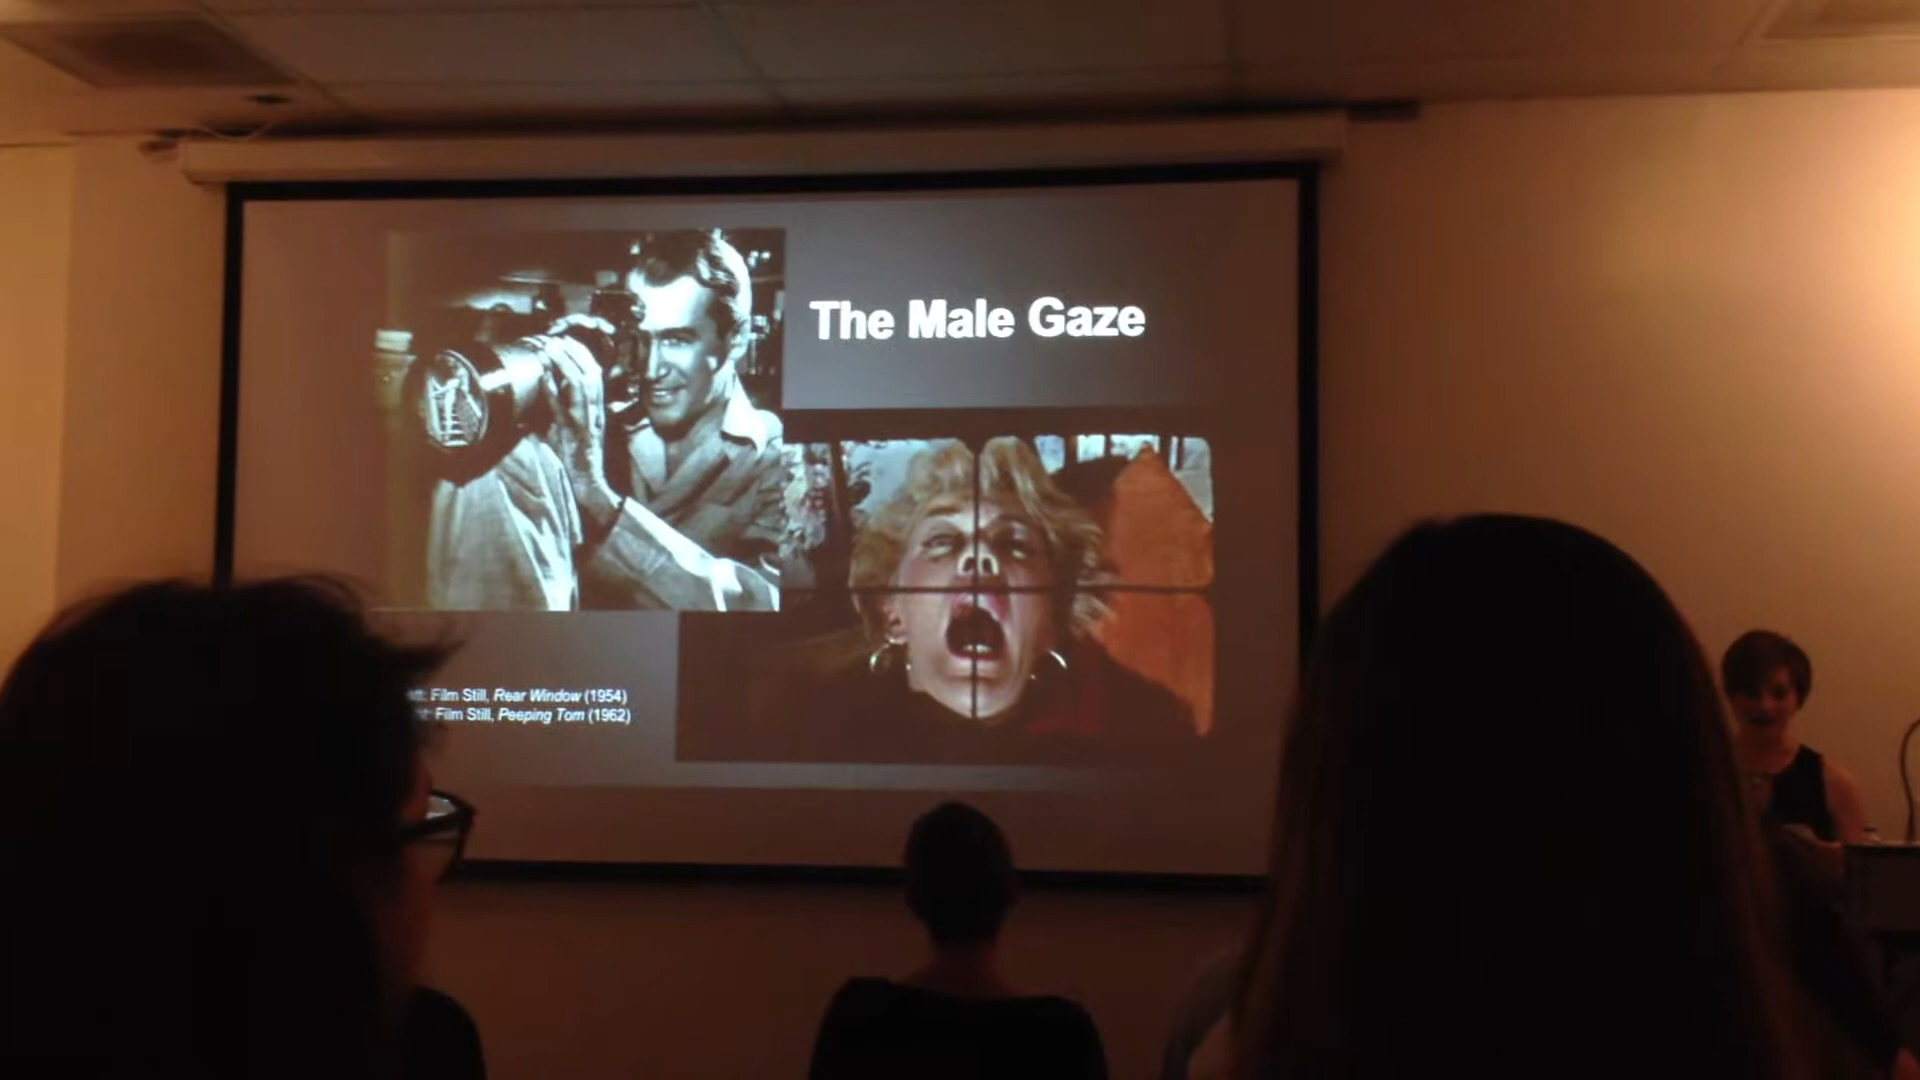 The Male Gaze
Film Still, Rear Window (1954)
Film Still, Peeping Tom (1962)